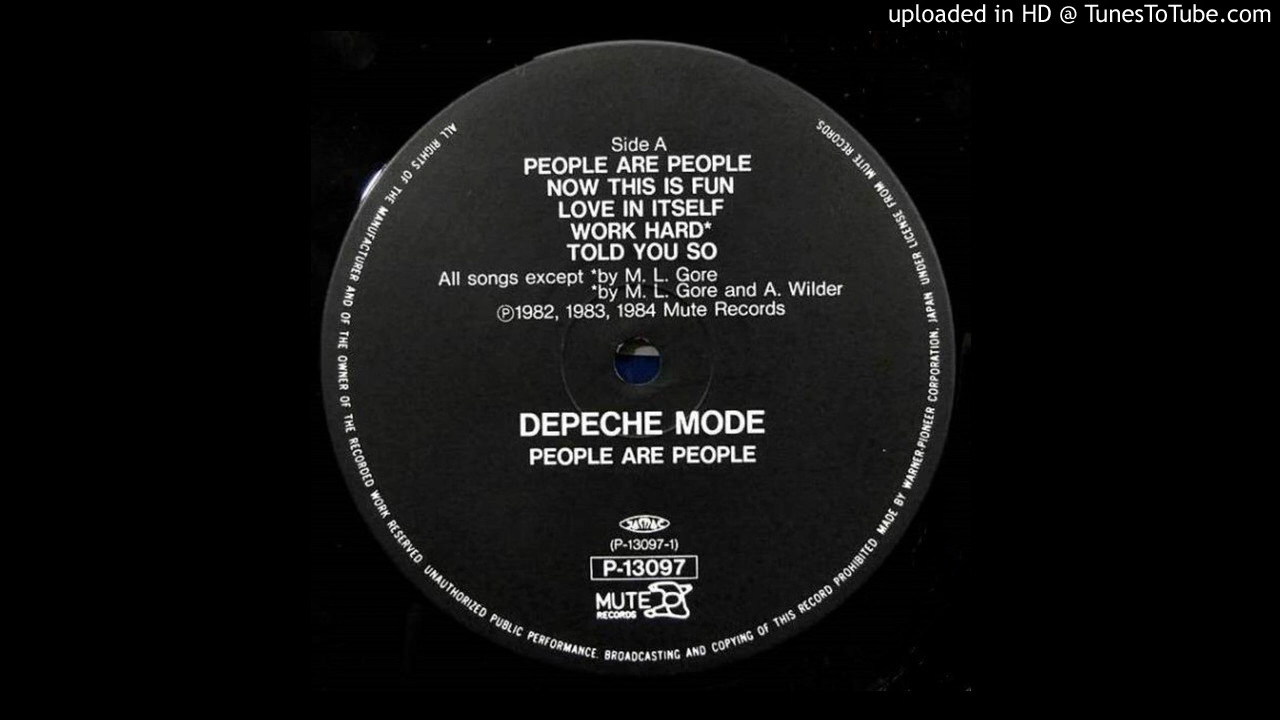 uploaded in HD @ TunesToTube.com
Side A
PEOPLE ARE PEOPLE
NOW THIS IS FUN
LOVE IN ITSELF
WORK HARD*
TOLD YOU SO
All songs except *by M. L. Gore
*by M. L. Gore and A. Wilder
℗1982, 1983, 1984 Mute Records
DEPECHE MODE
PEOPLE ARE PEOPLE
JASRAC
(P-13097-1)
P-13097
MUTE
RECORDS
ALL RIGHTS OF THE MANUFACTURER AND OF THE OWNER OF THE RECORDED WORK RESERVED UNAUTHORIZED PUBLIC PERFORMANCE. BROADCASTING AND COPYING OF THIS RECORD PROHIBITED MADE BY WARNER-PIONEER CORPORATION, JAPAN UNDER LICENSE FROM MUTE RECORDS.